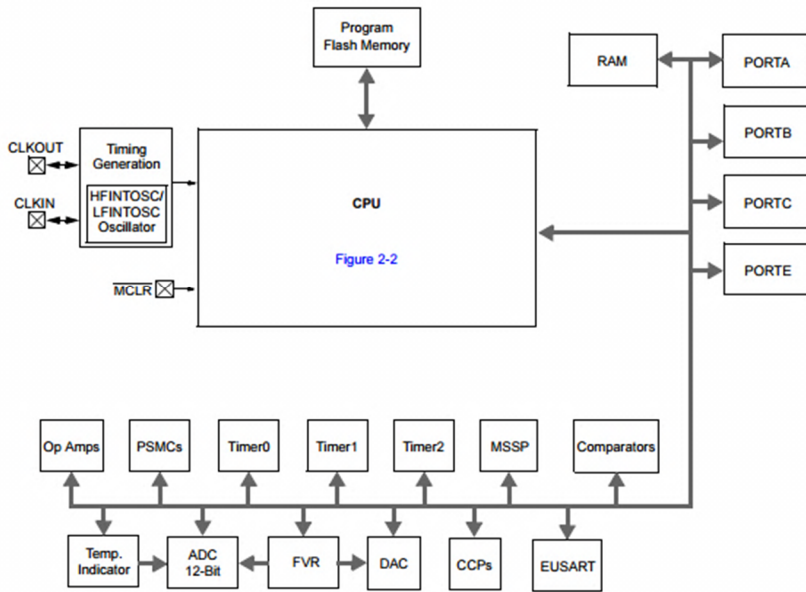 Program
Flash Memory
RAM
PORTA
CLKOUT
Timing
Generation
PORTB
HFINTOSC/
LFINTOSC
Oscillator
CLKIN
CPU
PORTC
Figure 2-2
PORTE
MCLR
Op Amps
PSMCs
Timer0
Timer1
Timer2
MSSP
Comparators
Temp.
Indicator
ADC
12-Bit
FVR
DAC
CCPs
EUSART